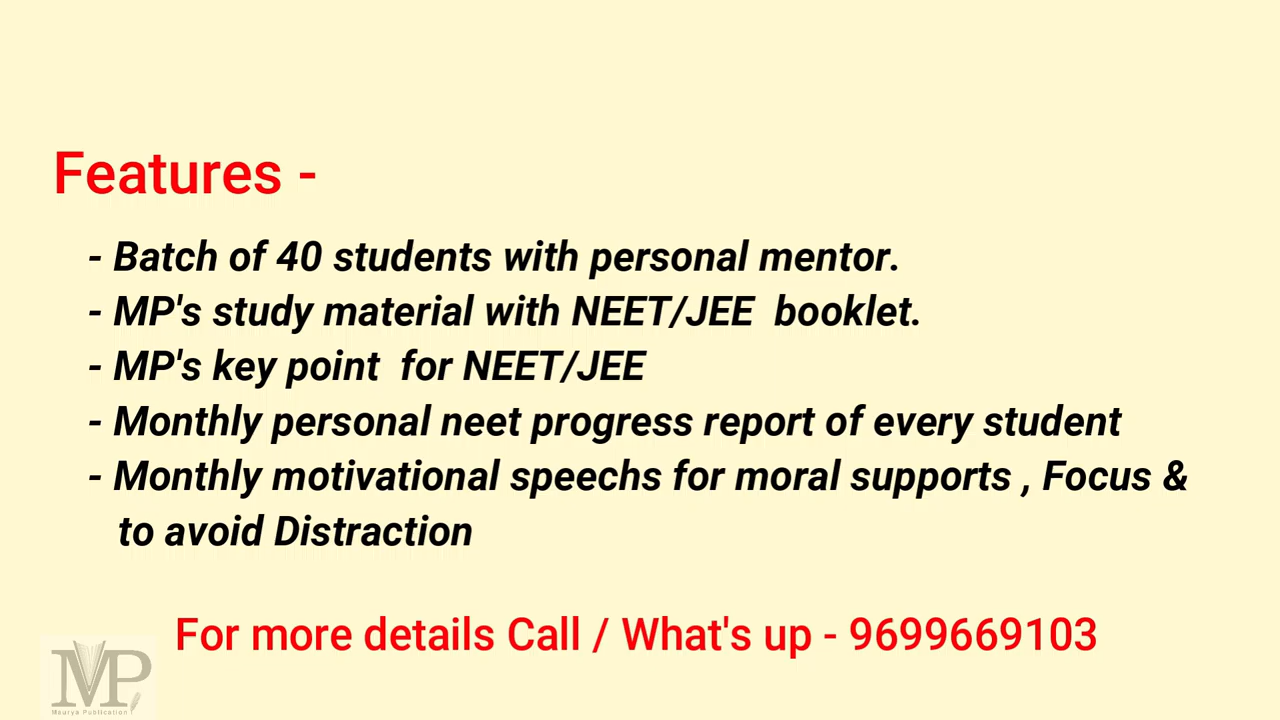 Features -
- Batch of 40 students with personal mentor.
- MP's study material with NEET/JEE  booklet.
- MP's key point  for NEET/JEE
- Monthly personal neet progress report of every student
- Monthly motivational speechs for moral supports , Focus &
to avoid Distraction
For more details Call / What's up - 9699669103
MP
Maurya Publication